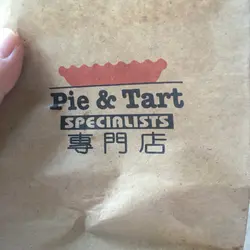 Pie & Tart
SPECIALISTS
專門店